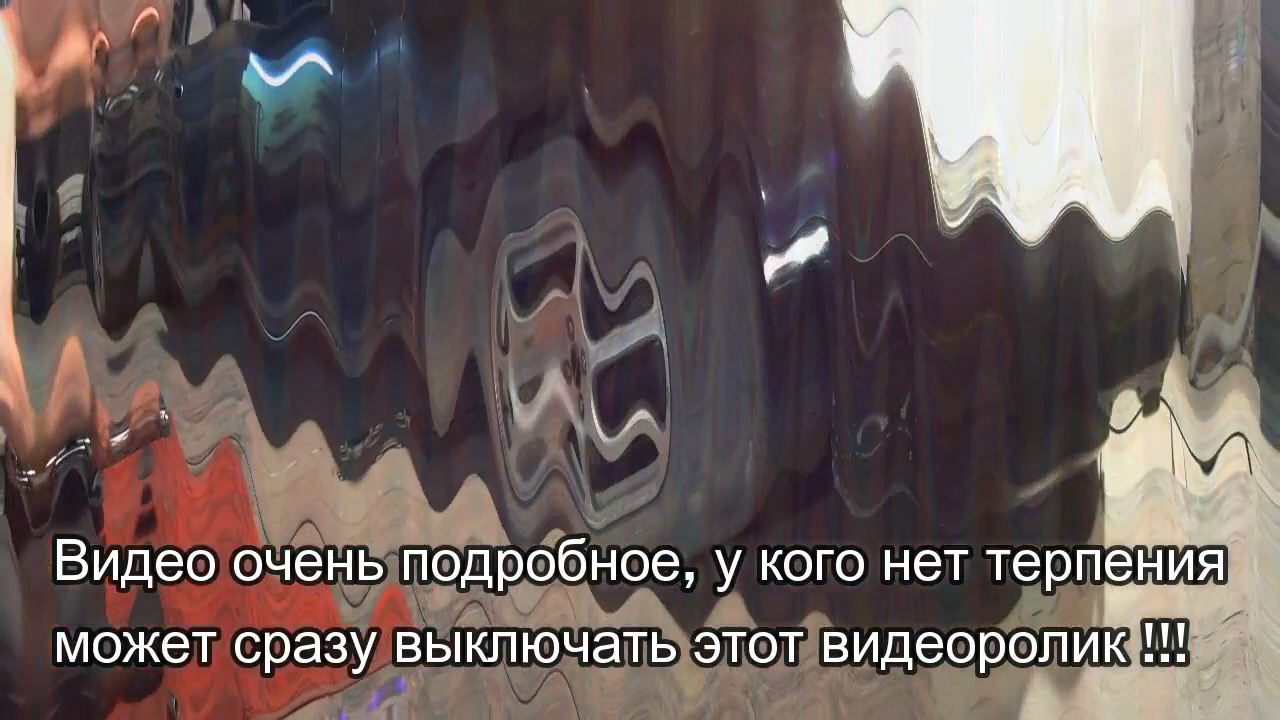 Видео очень подробное, у кого нет терпения
может сразу выключать этот видеоролик !!!